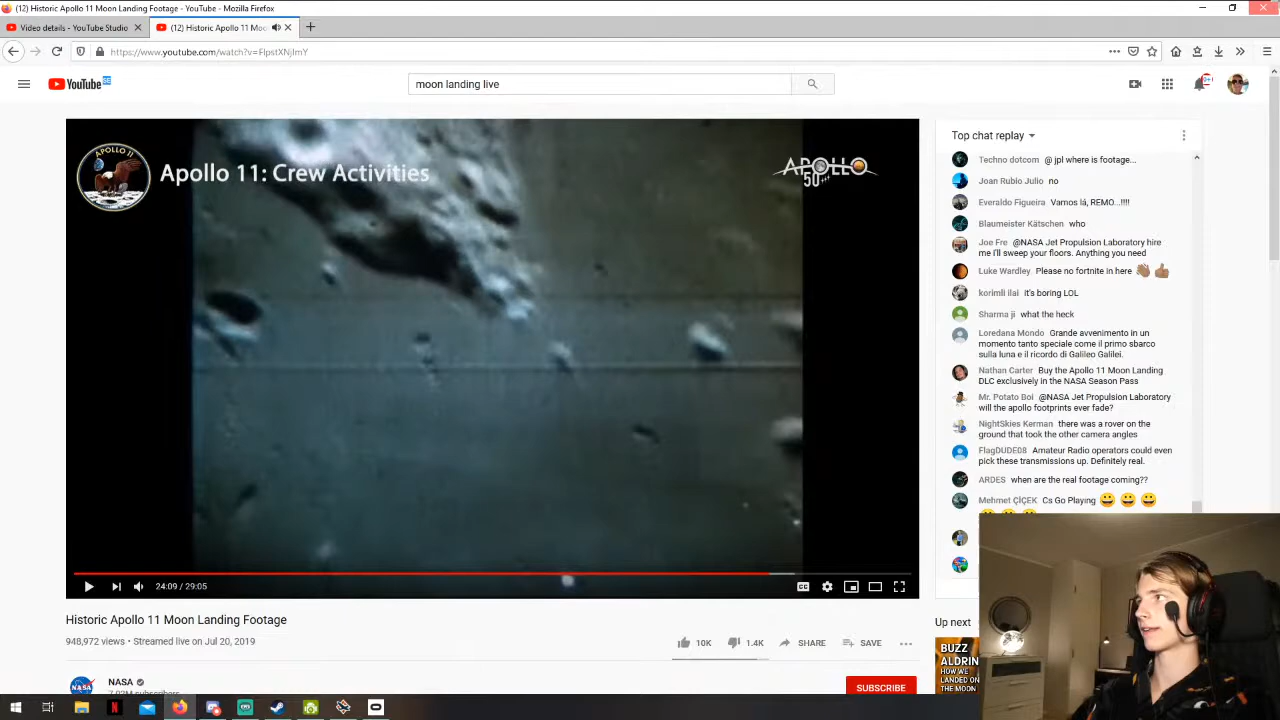 (12) Historic Apollo 11 Moon Landing Footage - YouTube - Mozilla Firefox
Video details - YouTube Studio
(12) Historic Apollo 11 Moo
https://www.youtube.com/watch?v=FIpstXNjImY
YouTube SE
moon landing live
9+
APOLLO 11
Apollo 11: Crew Activities
APOLLO
50
24:09 / 29:05
CC
Historic Apollo 11 Moon Landing Footage
948,972 views • Streamed live on Jul 20, 2019
10K
1.4K
SHARE
SAVE
NASA
NASA
SUBSCRIBE
Top chat replay
Techno dotcom @ jpl where is footage...
Joan Rubio Julio no
Everaldo Figueira Vamos lá, REMO...!!!!
Blaumeister Kätschen who
Joe Fre @NASA Jet Propulsion Laboratory hire
me I'll sweep your floors. Anything you need
Luke Wardley Please no fortnite in here
korimli ilai it's boring LOL
Sharma ji what the heck
Loredana Mondo Grande avvenimento in un
momento tanto speciale come il primo sbarco
sulla luna e il ricordo di Galileo Galilei.
Nathan Carter Buy the Apollo 11 Moon Landing
DLC exclusively in the NASA Season Pass
Mr. Potato Boi @NASA Jet Propulsion Laboratory
will the apollo footprints ever fade?
NightSkies Kerman there was a rover on the
ground that took the other camera angles
FlagDUDE08 Amateur Radio operators could even
pick these transmissions up. Definitely real.
ARDES when are the real footage coming??
Mehmet ÇİÇEK Cs Go Playıng
Up next
BUZZ
ALDRIN
HOW WE
LANDED ON
THE MOON